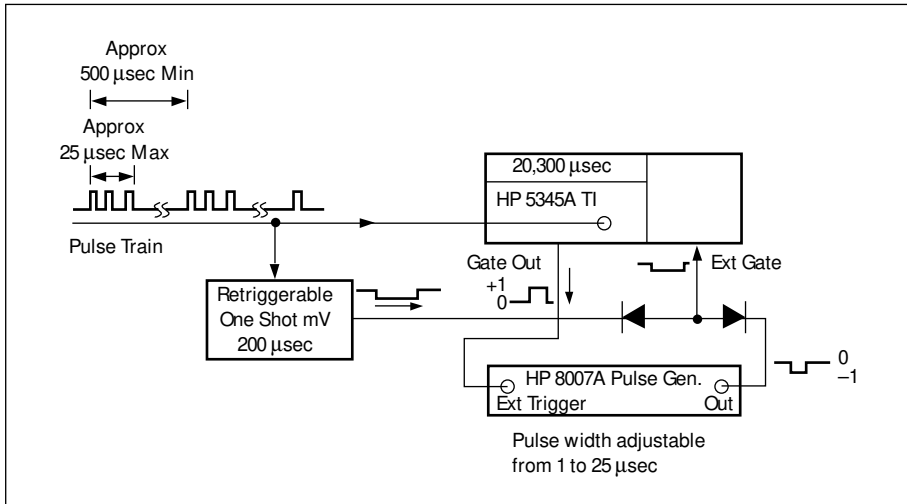 Approx
500 μsec Min
Approx
25 μsec Max
Pulse Train
20,300 μsec
HP 5345A TI
Gate Out
+1
0
Ext Gate
Retriggerable
One Shot mV
200 μsec
0
–1
HP 8007A Pulse Gen.
Ext Trigger
Out
Pulse width adjustable
from 1 to 25 μsec